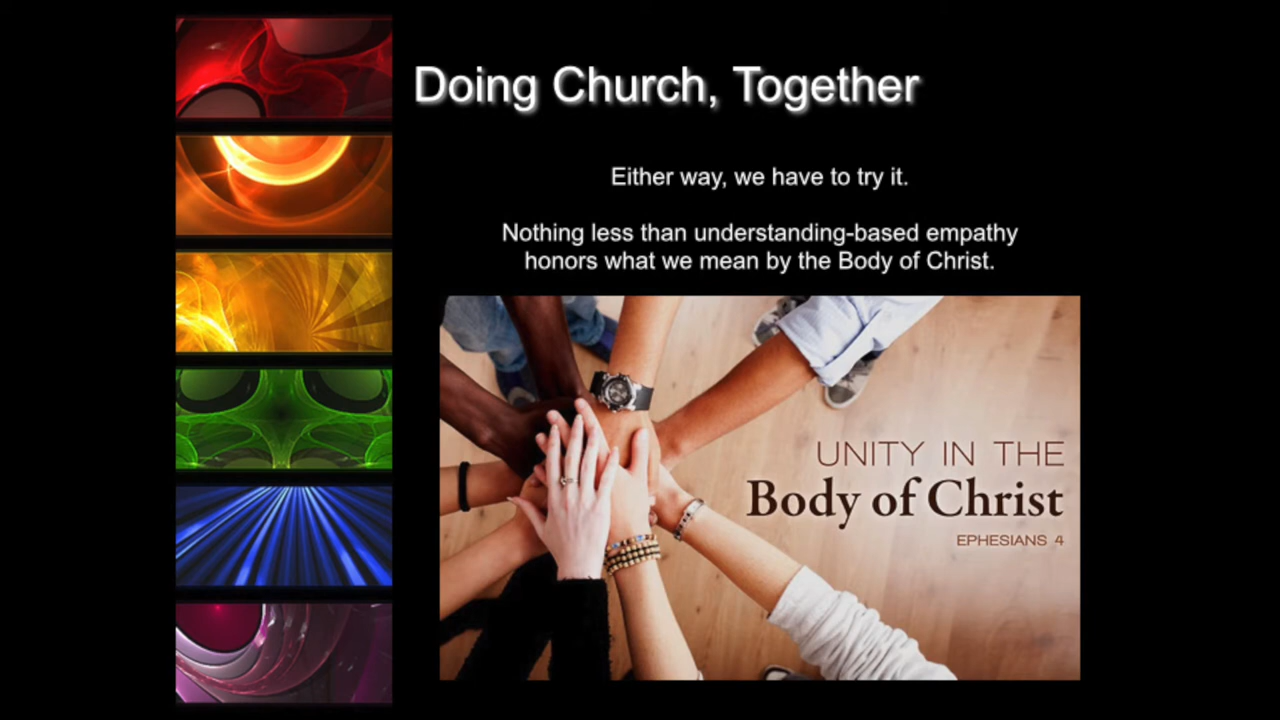 Doing Church, Together
Either way, we have to try it.
Nothing less than understanding-based empathy
honors what we mean by the Body of Christ.
UNITY IN THE
Body of Christ
EPHESIANS 4